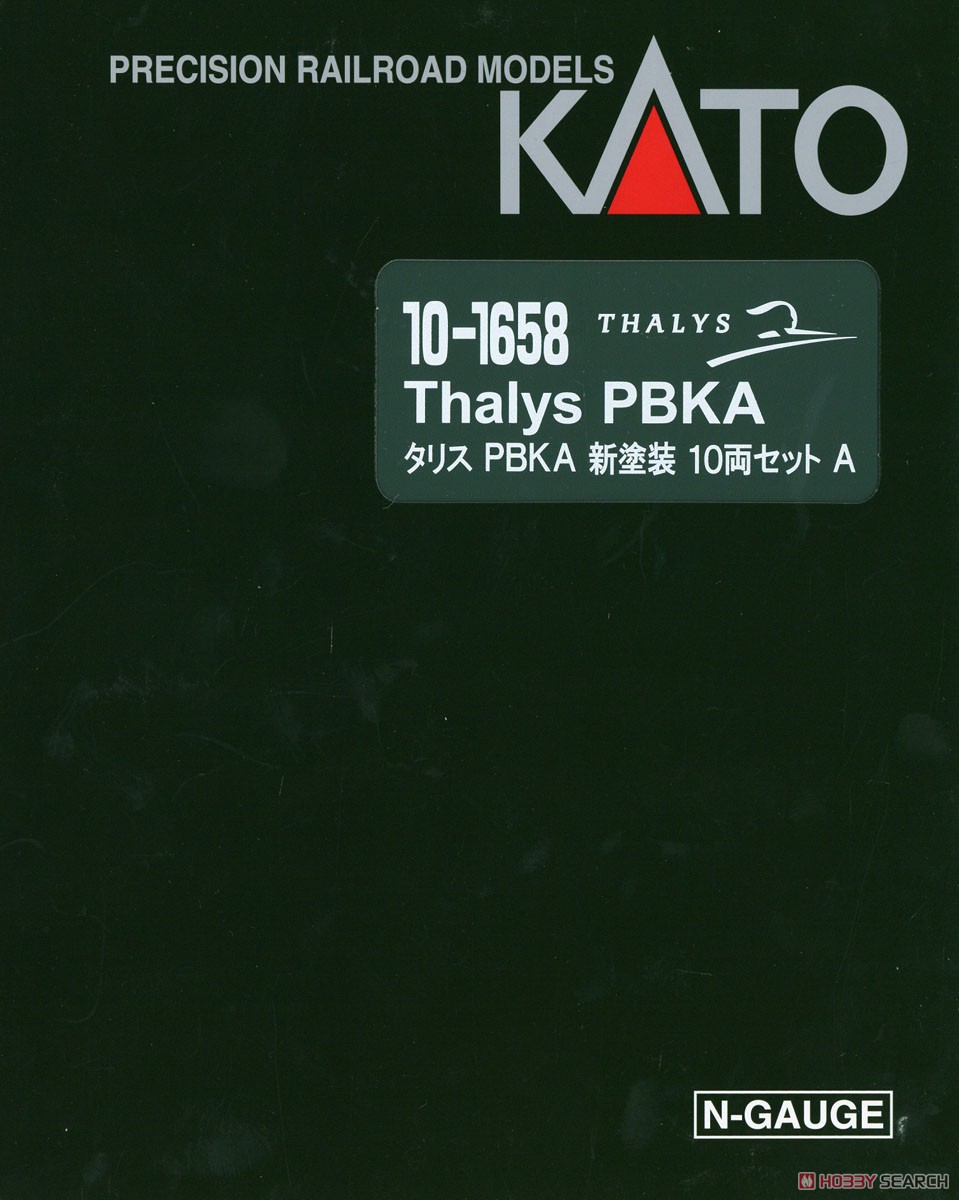 PRECISION RAILROAD MODELS
KATO
10-1658 THALYS
Thalys PBKA
タリス PBKA 新塗装 10両セット A
N-GAUGE
HOBBY SEARCH